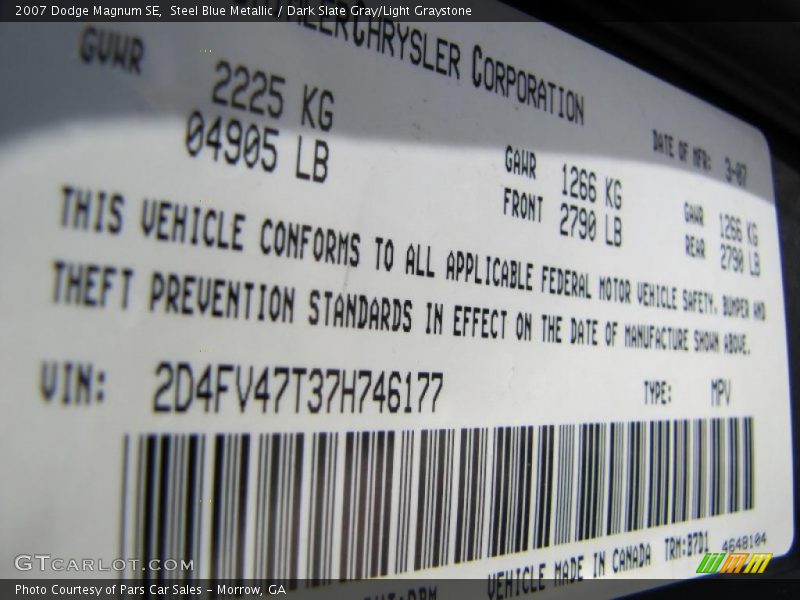 2007 Dodge Magnum SE,  Steel Blue Metallic / Dark Slate Gray/Light Graystone
CHRYSLER CORPORATION
GVWR
2225 KG
04905 LB
GAWR 1266 KG
FRONT 2790 LB
DATE OF MFR: 3-07
GAWR 1266 KG
REAR 2790 LB
THIS VEHICLE CONFORMS TO ALL APPLICABLE FEDERAL MOTOR VEHICLE SAFETY, BUMPER AND
THEFT PREVENTION STANDARDS IN EFFECT ON THE DATE OF MANUFACTURE SHOWN ABOVE.
VIN: 2D4FV47T37H746177
TYPE: MPV
VEHICLE MADE IN CANADA TRM:B7D1 4648104
GTCARLOT.COM
Photo Courtesy of Pars Car Sales – Morrow, GA